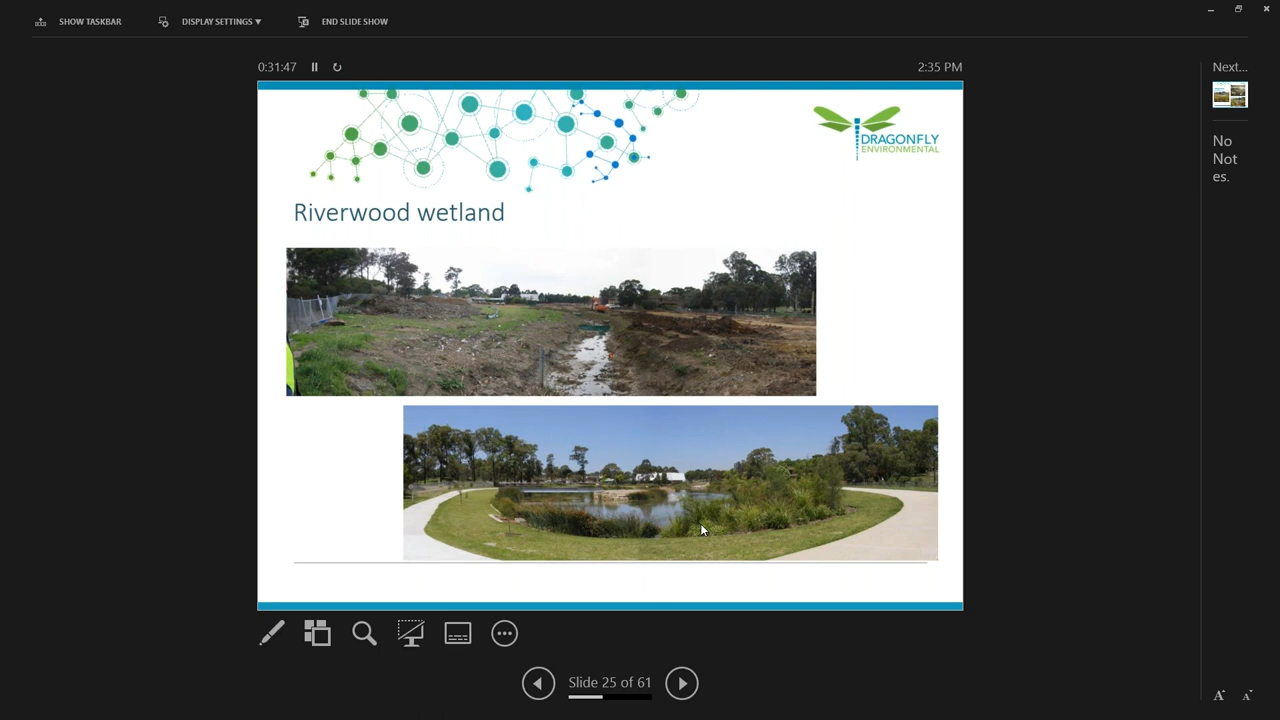 SHOW TASKBAR
DISPLAY SETTINGS ▾
END SLIDE SHOW
0:31:47
2:35 PM
Next...
DRAGONFLY
ENVIRONMENTAL
No
Not
es.
Riverwood wetland
Slide 25 of 61
A
A